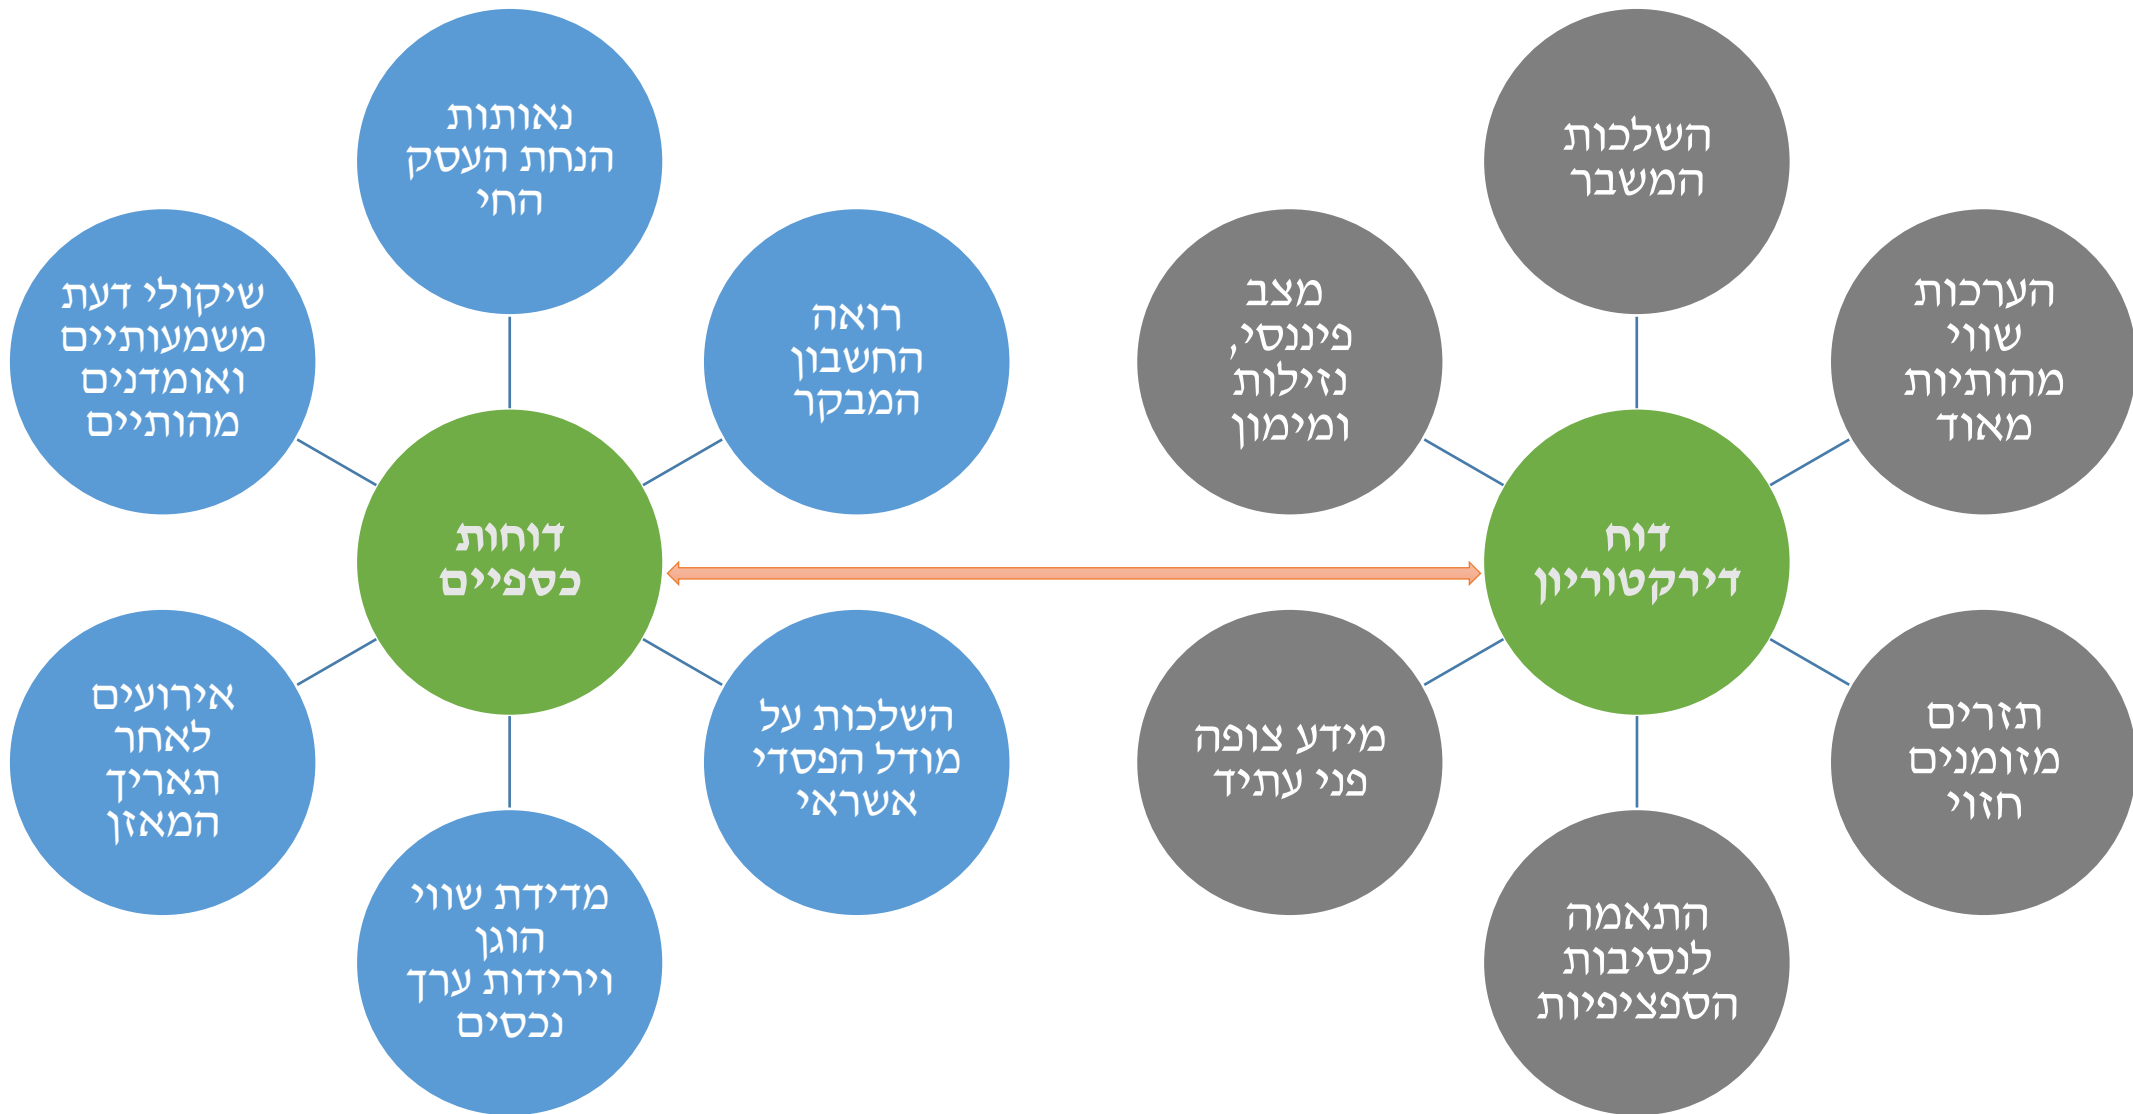 השלכות
המשבר
הערכות
שווי
מהותיות
מאוד
תזרים
מזומנים
חזוי
התאמה
לנסיבות
הספציפיות
מידע צופה
פני עתיד
מצב
פיננסי,
נזילות
ומימון
דוח
דירקטוריון
נאותות
הנחת העסק
החי
רואה
החשבון
המבקר
השלכות על
מודל הפסדי
אשראי
מדידת שווי
הוגן
וירידות ערך
נכסים
אירועים
לאחר
תאריך
המאזן
שיקולי דעת
משמעותיים
ואומדנים
מהותיים
דוחות
כספיים